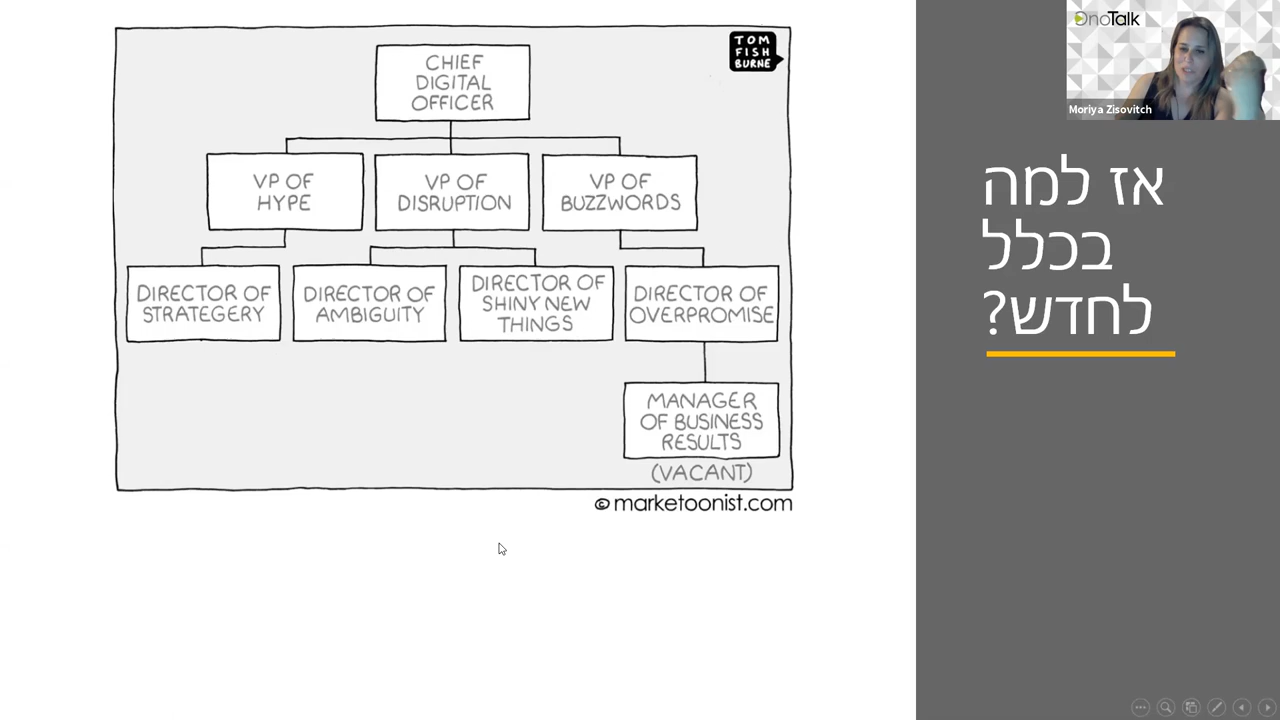 TOM
FISH
BURNE
CHIEF
DIGITAL
OFFICER
VP OF
HYPE
VP OF
DISRUPTION
VP OF
BUZZWORDS
DIRECTOR OF
STRATEGERY
DIRECTOR OF
AMBIGUITY
DIRECTOR OF
SHINY NEW
THINGS
DIRECTOR OF
OVERPROMISE
MANAGER
OF BUSINESS
RESULTS
(VACANT)
© marketoonist.com
OnoTalk
Moriya Zisovitch
אז למה
בכלל
לחדש?